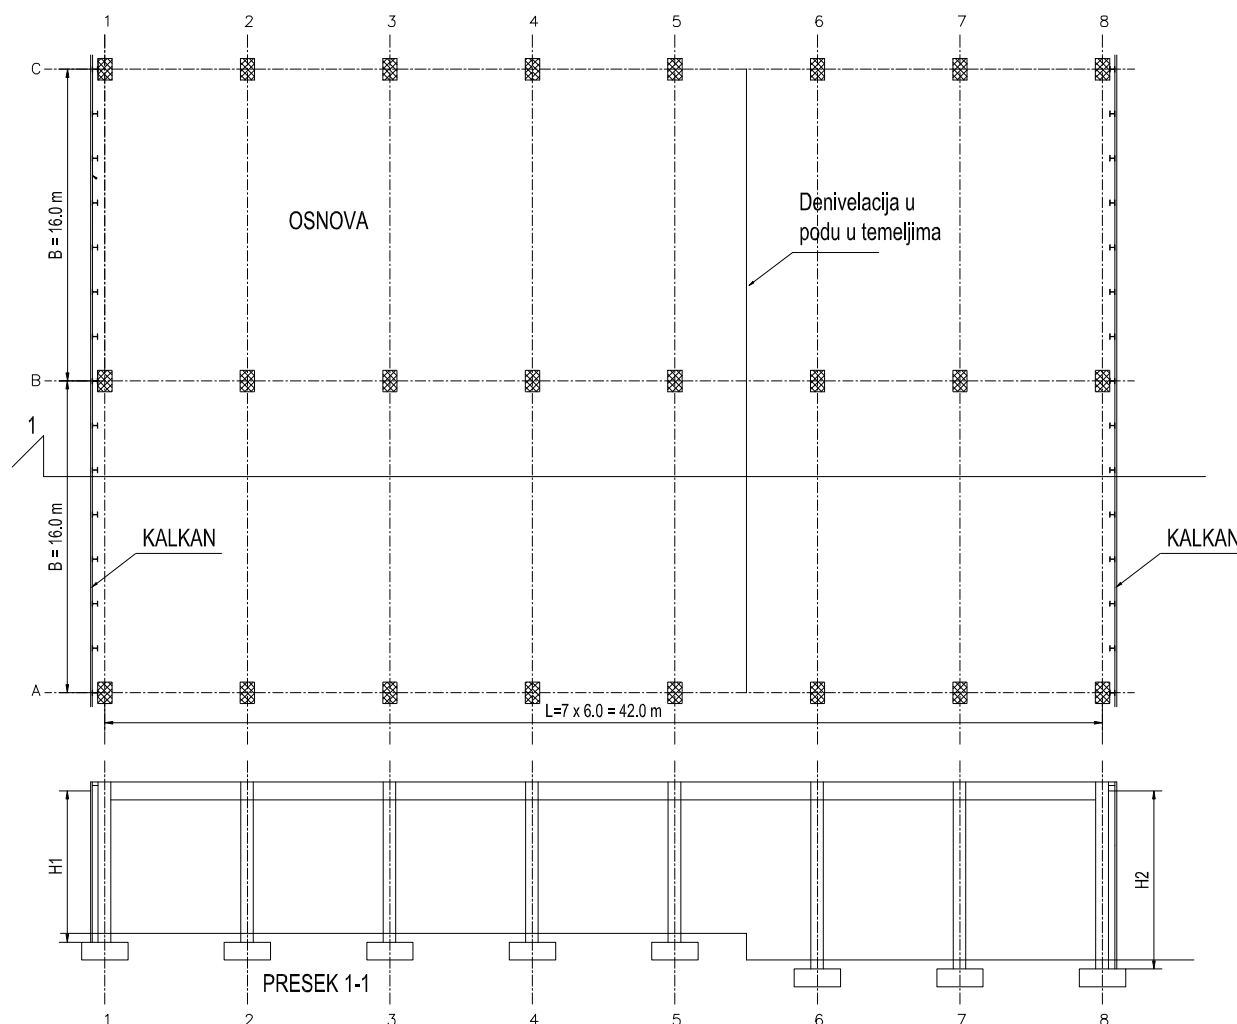 1 2 3 4 5 6 7 8
C
B = 16.0 m
OSNOVA
Denivelacija u
podu u temeljima
B
1
B = 16.0 m
KALKAN
KALKAN
A
L=7 x 6.0 = 42.0 m
H1
H2
PRESEK 1-1
1 2 3 4 5 6 7 8